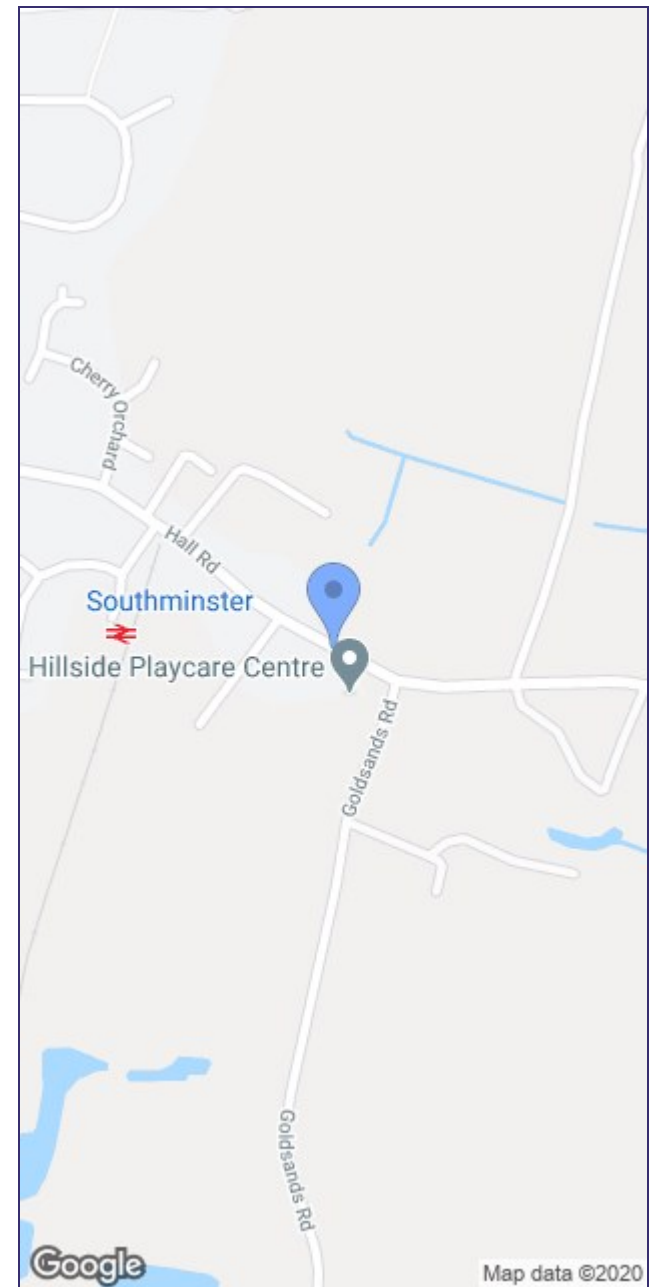 Cherry Orchard
Hall Rd
Southminster
Hillside Playcare Centre
Goldsands Rd
Goldsands Rd
Google
Map data ©2020